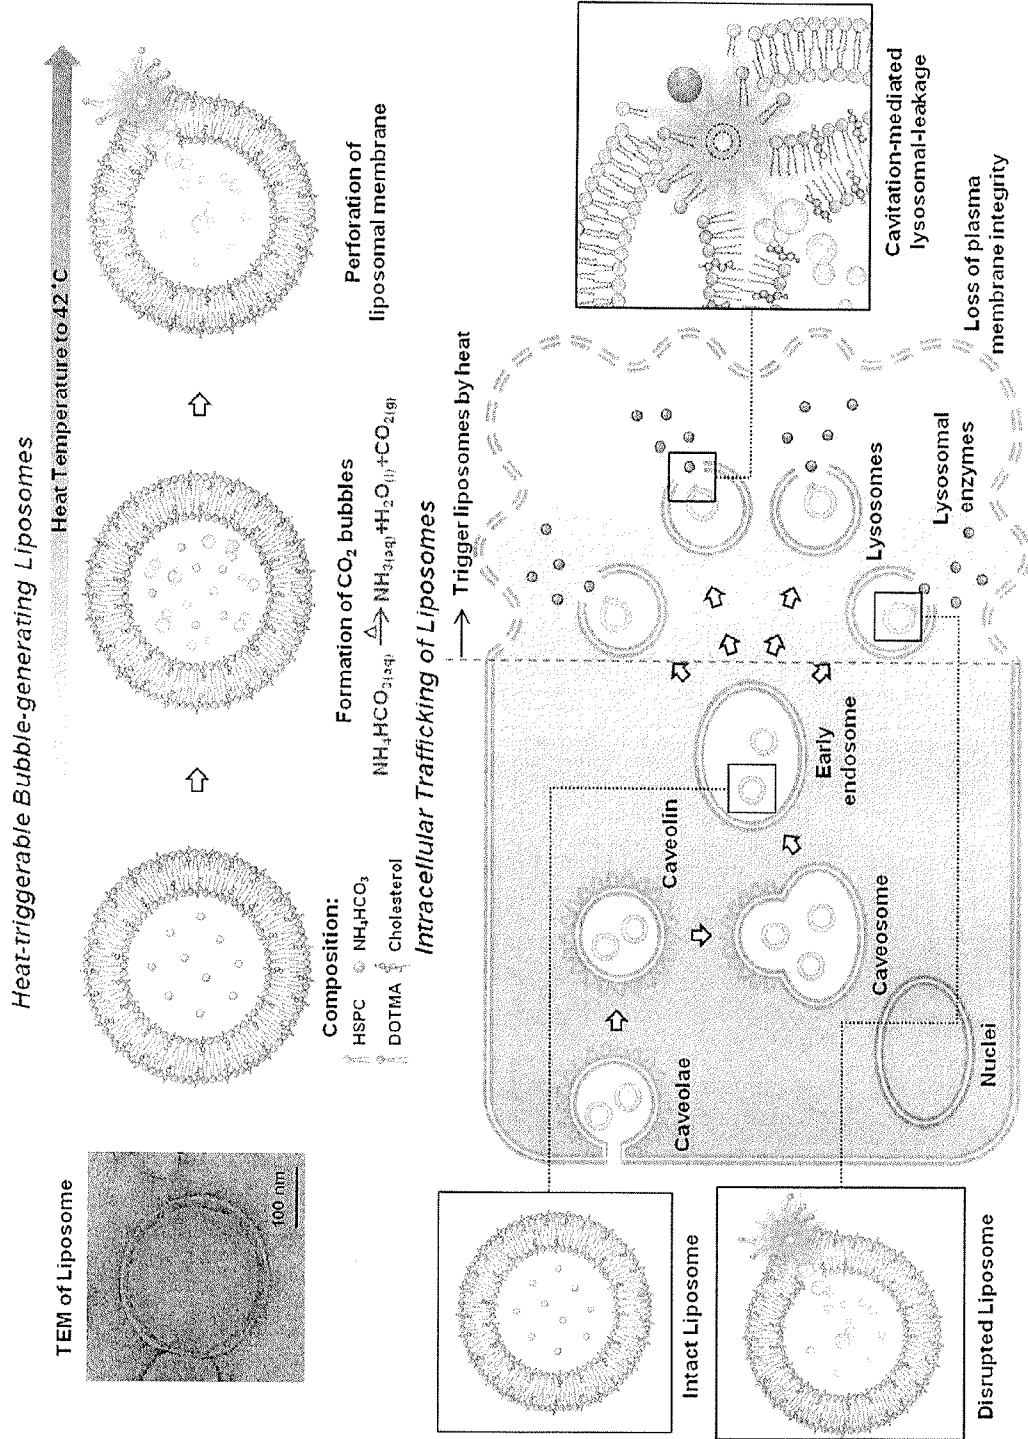 Heat-triggerable Bubble-generating Liposomes
Heat Temperature to 42 °C
TEM of Liposome
100 nm
Composition:
HSPC NH₄HCO₃
DOTMA Cholesterol
Formation of CO₂ bubbles
NH₄HCO₃(aq) Δ⇌ NH₃(aq)+H₂O(l)+CO₂(g)
Perforation of
liposomal membrane
Intracellular Trafficking of Liposomes
Trigger liposomes by heat
Intact Liposome
Disrupted Liposome
Caveolae
Caveolin
Caveosome
Nuclei
Early
endosome
Lysosomes
Lysosomal
enzymes
Cavitation-mediated
lysosomal-leakage
Loss of plasma
membrane integrity